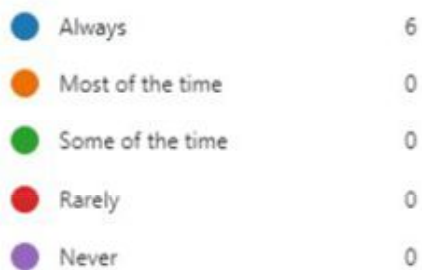 Always 6
Most of the time 0
Some of the time 0
Rarely 0
Never 0